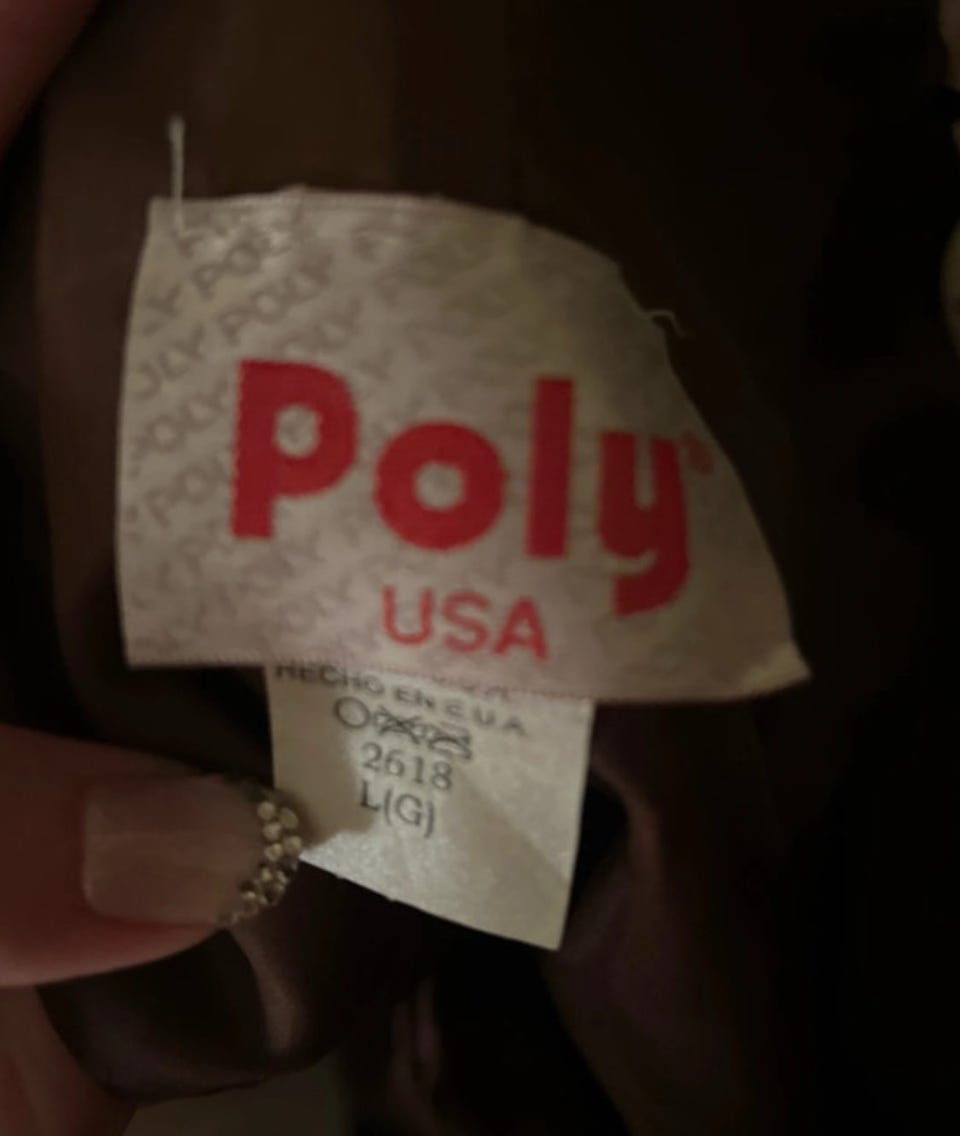 Poly
USA
HECHO EN E U A
2618
L(G)